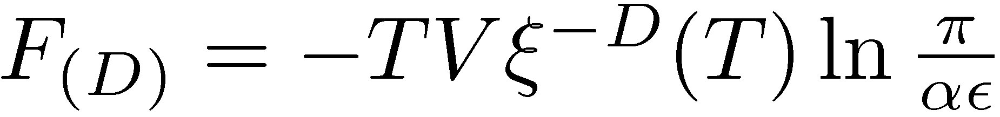 F_{(D)} = -TV\xi^{-D}(T) \ln \frac{\pi}{\alpha\epsilon}